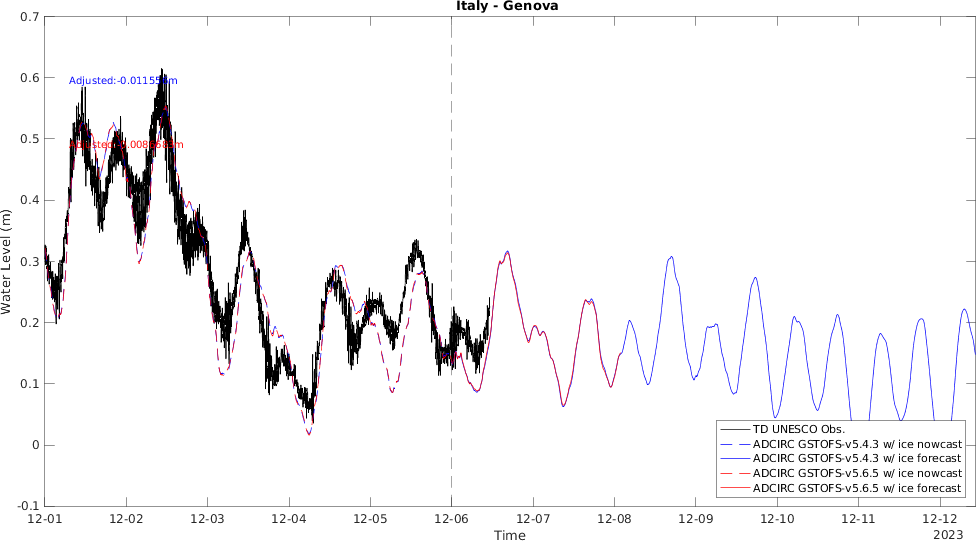 Italy - Genova
0.7
0.6
0.5
0.4
0.3
0.2
0.1
0
-0.1
Water Level (m)
TD UNESCO Obs.
ADCIRC GSTOFS-v5.4.3 w/ ice nowcast
ADCIRC GSTOFS-v5.4.3 w/ ice forecast
ADCIRC GSTOFS-v5.6.5 w/ ice nowcast
ADCIRC GSTOFS-v5.6.5 w/ ice forecast
12-01 12-02 12-03 12-04 12-05 12-06 12-07 12-08 12-09 12-10 12-11 12-12
Time
2023